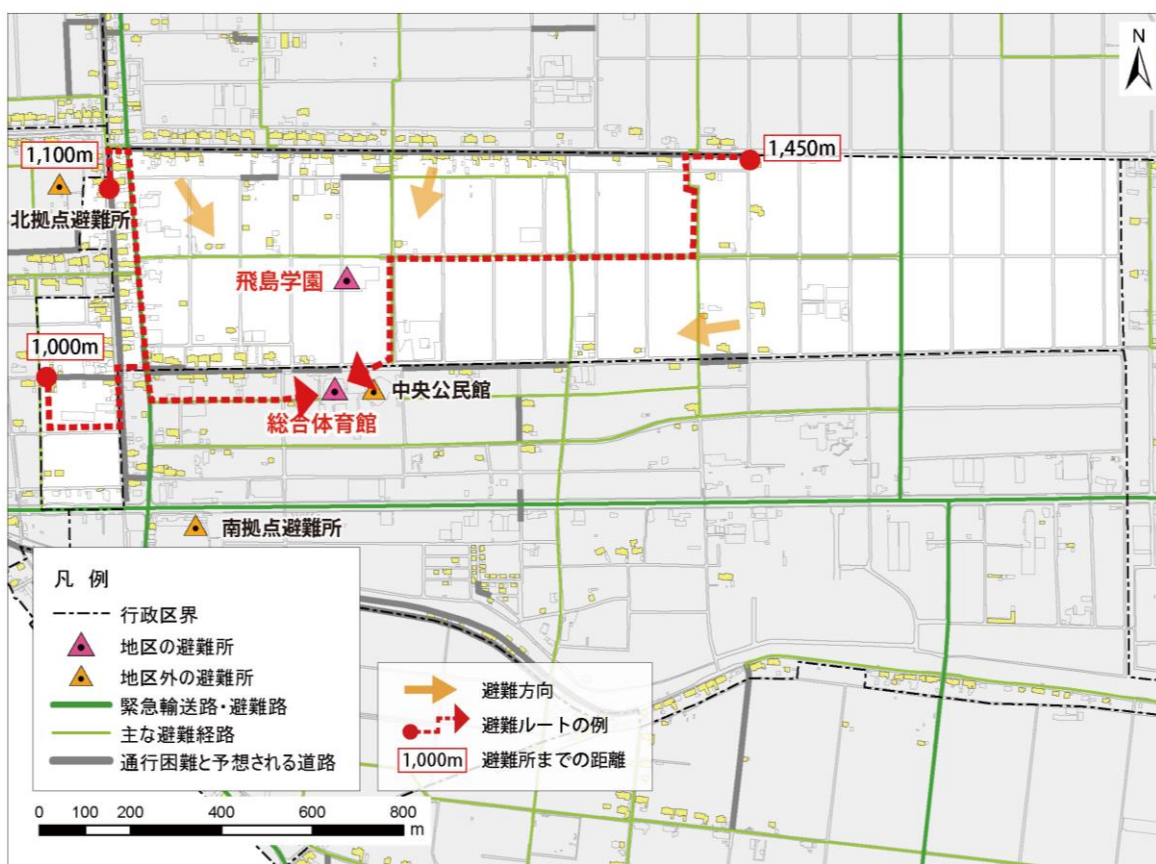 N
1,100m
1,450m
北拠点避難所
飛島学園
1,000m
中央公民館
総合体育館
南拠点避難所
凡 例
行政区界
地区の避難所
地区外の避難所
緊急輸送路・避難路
主な避難経路
通行困難と予想される道路
避難方向
避難ルートの例
1,000m 避難所までの距離
0 100 200 400 600 800
m